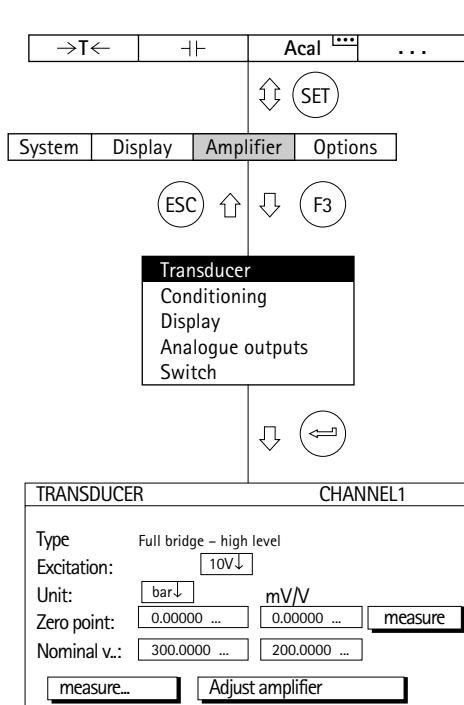 →T← ⊣⊢ Acal ...
SET
System Display Amplifier Options
ESC F3
Transducer
Conditioning
Display
Analogue outputs
Switch
TRANSDUCER CHANNEL1
Type Full bridge – high level
Excitation: 10V↓
Unit: bar↓ mV/V
Zero point: 0.00000 ... 0.00000 ... measure
Nominal v..: 300.0000 ... 200.0000 ...
measure... Adjust amplifier